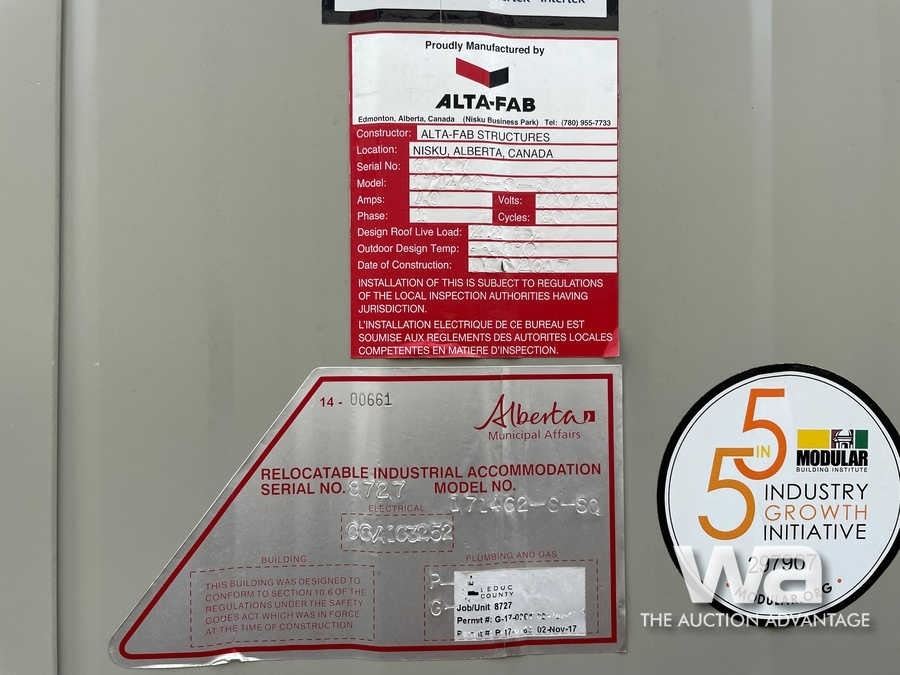 Proudly Manufactured by
ALTA-FAB
Edmonton, Alberta, Canada (Nisku Business Park) Tel: (780) 955-7733
Constructor: ALTA-FAB STRUCTURES
Location: NISKU, ALBERTA, CANADA
Serial No:
Model:
Amps: Volts:
Phase: Cycles:
Design Roof Live Load:
Outdoor Design Temp:
Date of Construction:
INSTALLATION OF THIS IS SUBJECT TO REGULATIONS
OF THE LOCAL INSPECTION AUTHORITIES HAVING
JURISDICTION.
L'INSTALLATION ELECTRIQUE DE CE BUREAU EST
SOUMISE AUX REGLEMENTS DES AUTORITES LOCALES
COMPETENTES EN MATIERE D'INSPECTION.
14 - 00661
Alberta
Municipal Affairs
RELOCATABLE INDUSTRIAL ACCOMMODATION
SERIAL NO. 8727 MODEL NO.
ELECTRICAL
BUILDING
THIS BUILDING WAS DESIGNED TO
CONFORM TO SECTION 10.6 OF THE
REGULATIONS UNDER THE SAFETY
CODES ACT WHICH WAS IN FORCE
AT THE TIME OF CONSTRUCTION
PLUMBING AND GAS
LEDUC
COUNTY
Job/Unit 8727
Permit #:
02-Nov-17
5 IN 5
MODULAR
BUILDING INSTITUTE
INDUSTRY
GROWTH
INITIATIVE
MODULAR.ORG
wa
THE AUCTION ADVANTAGE